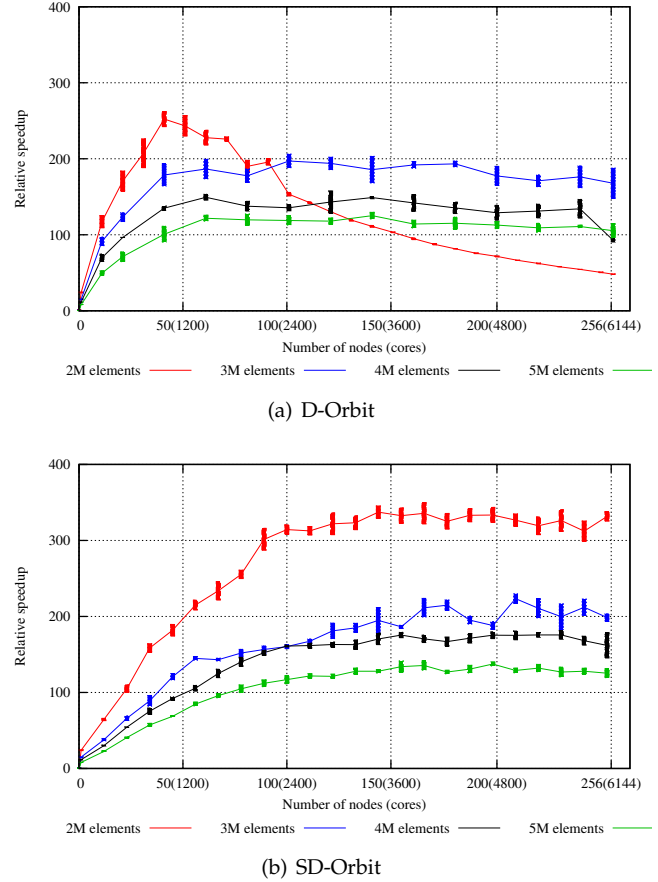 400
300
200
100
0
Relative speedup
0 50(1200) 100(2400) 150(3600) 200(4800) 256(6144)
Number of nodes (cores)
2M elements 3M elements 4M elements 5M elements
(a) D-Orbit
400
300
200
100
0
Relative speedup
0 50(1200) 100(2400) 150(3600) 200(4800) 256(6144)
Number of nodes (cores)
2M elements 3M elements 4M elements 5M elements
(b) SD-Orbit